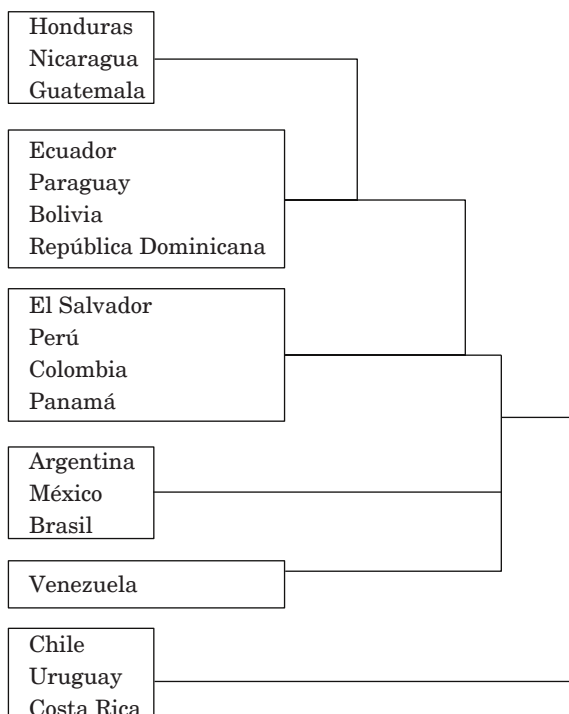 Honduras
Nicaragua
Guatemala
Ecuador
Paraguay
Bolivia
República Dominicana
El Salvador
Perú
Colombia
Panamá
Argentina
México
Brasil
Venezuela
Chile
Uruguay
Costa Rica